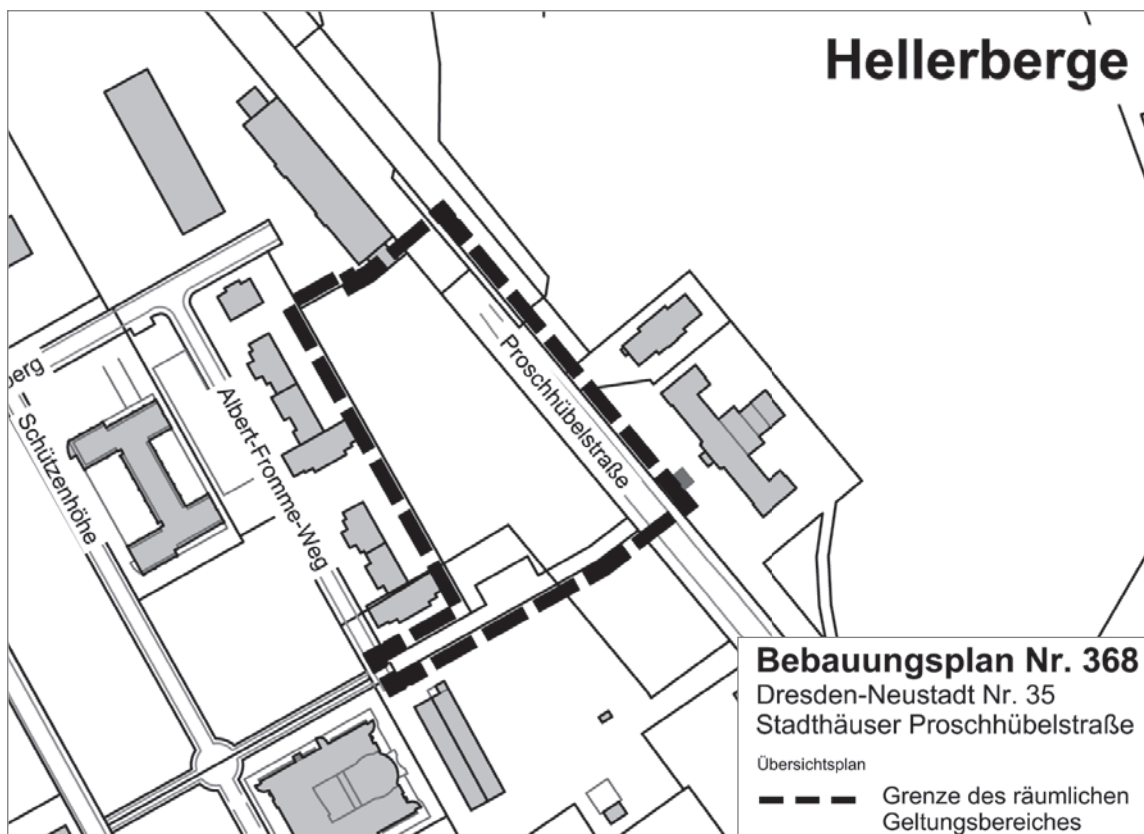 Hellerberge
Proschhübelstraße
berg
Schützenhöhe
Albert-Fromme-Weg
Bebauungsplan Nr. 368
Dresden-Neustadt Nr. 35
Stadthäuser Proschhübelstraße
Übersichtsplan
Grenze des räumlichen
Geltungsbereiches